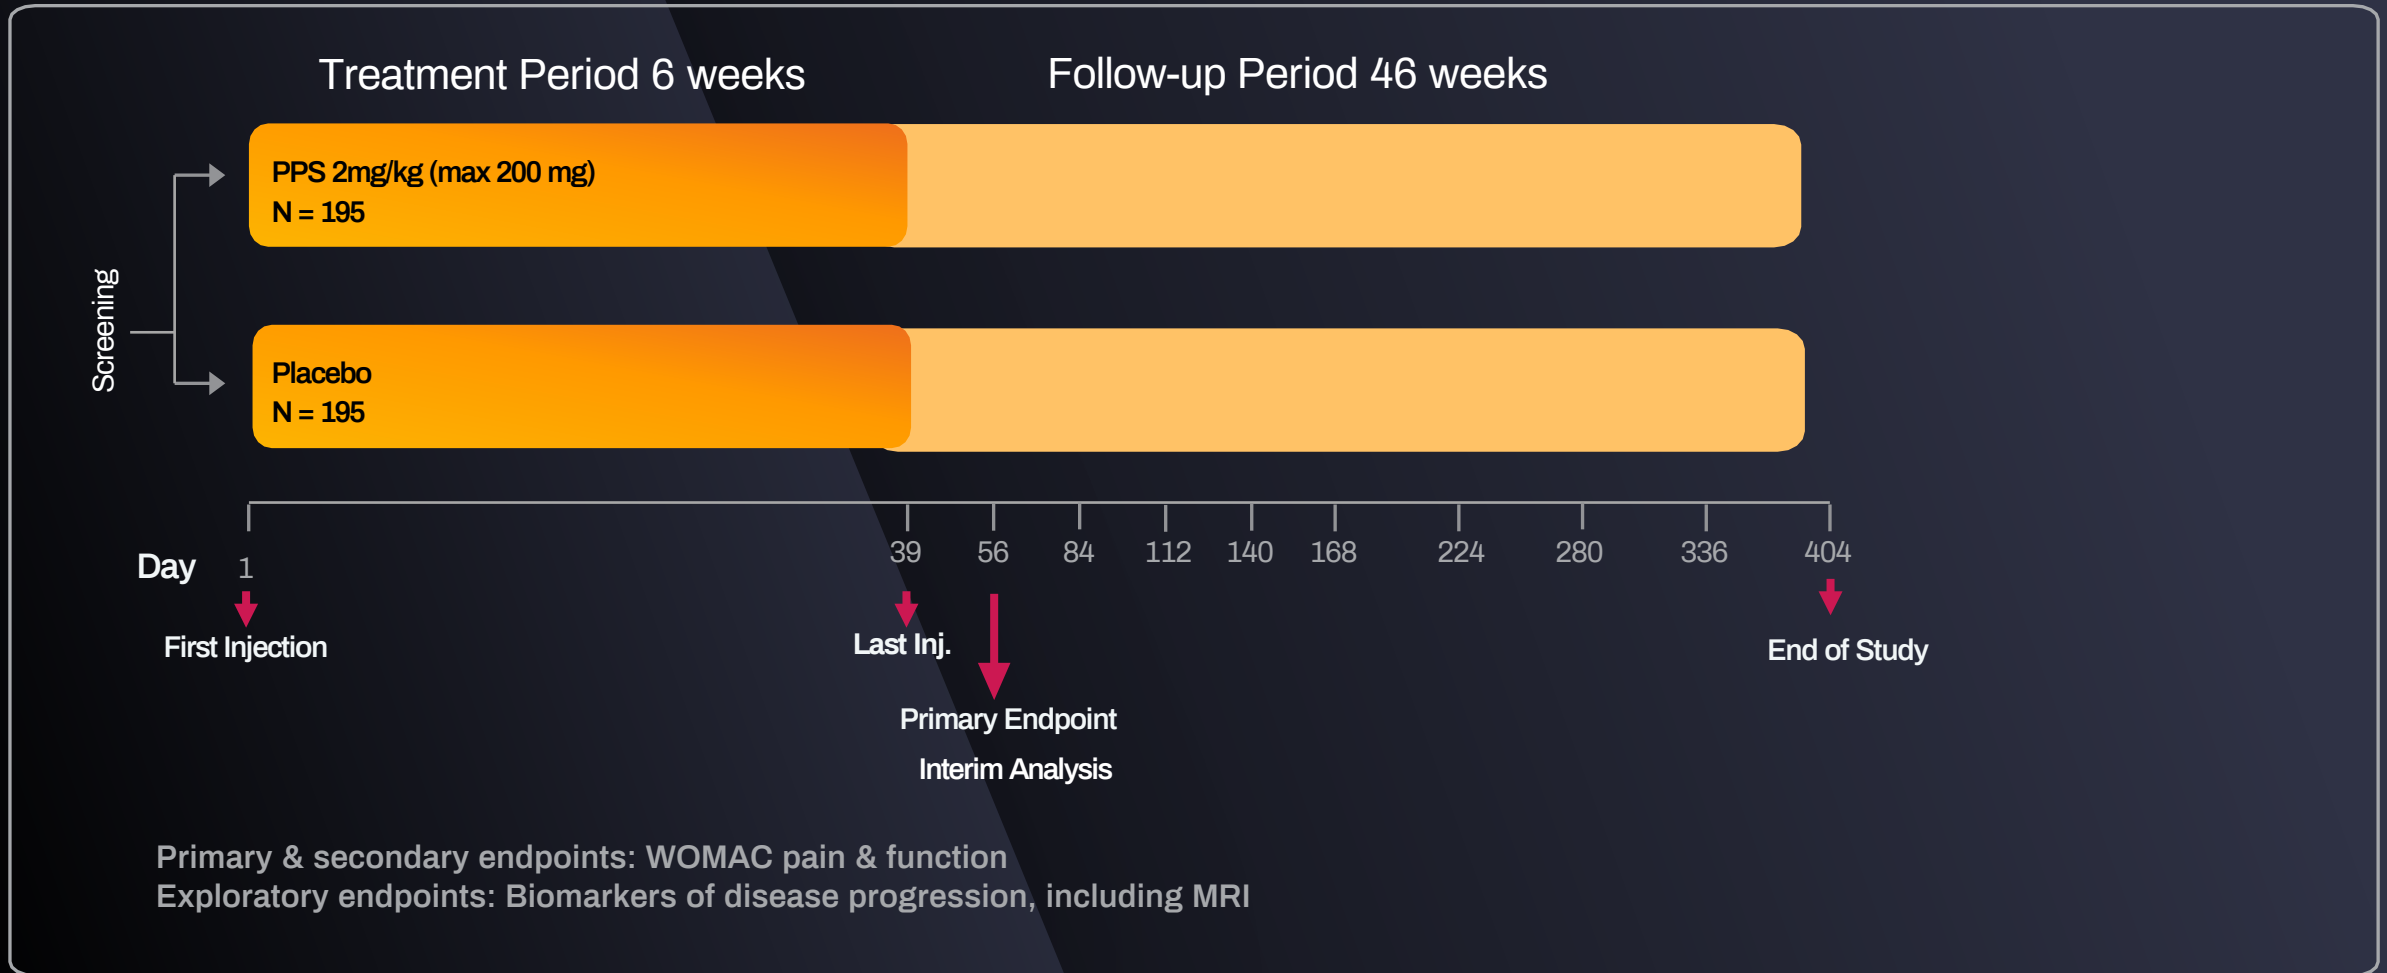 Treatment Period 6 weeks
Follow-up Period 46 weeks
PPS 2mg/kg (max 200 mg)
N = 195
Screening
Placebo
N = 195
Day
1
39
56
84
112
140
168
224
280
336
404
First Injection
Last Inj.
End of Study
Primary Endpoint
Interim Analysis
Primary & secondary endpoints: WOMAC pain & function
Exploratory endpoints: Biomarkers of disease progression, including MRI